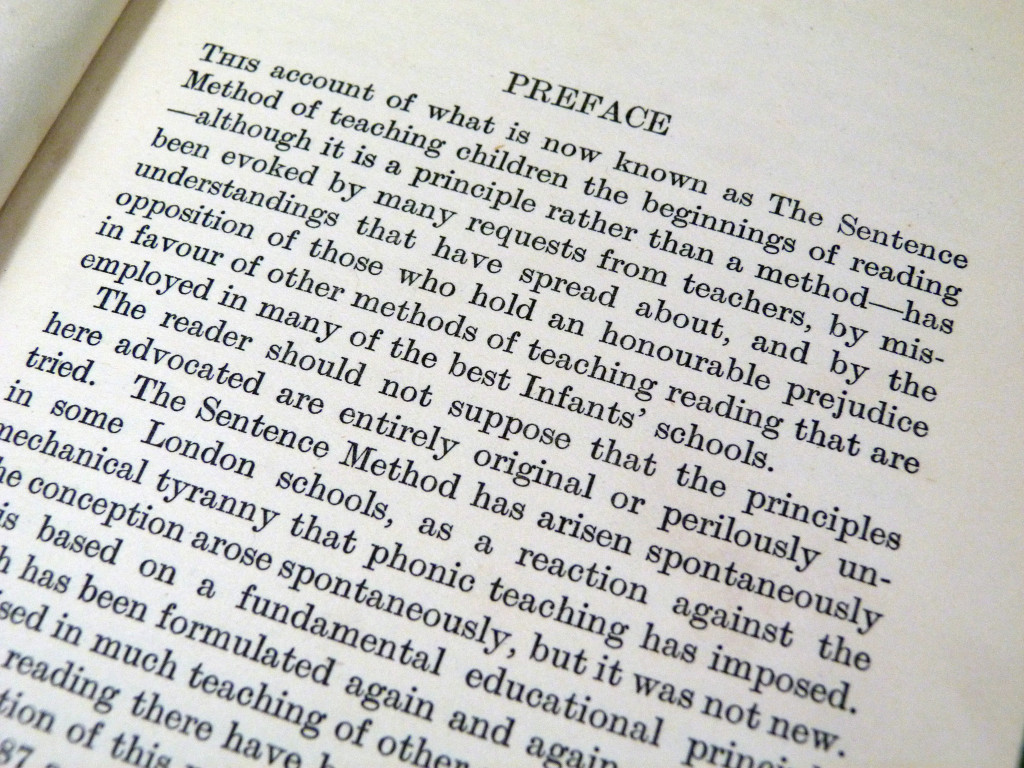 PREFACE
THIS account of what is now known as The Sentence
Method of teaching children the beginnings of reading
—although it is a principle rather than a method—has
been evoked by many requests from teachers, by mis-
understandings that have spread about, and by the
opposition of those who hold an honourable prejudice
in favour of other methods of teaching reading that are
employed in many of the best Infants' schools.
The reader should not suppose that the principles
here advocated are entirely original or perilously un-
tried. The Sentence Method has arisen spontaneously
in some London schools, as a reaction against the
mechanical tyranny that phonic teaching has imposed.
conception arose spontaneously, but it was not new.
is based on a fundamental educational
has been formulated again and again
in much teaching of other
reading there have
of this
87